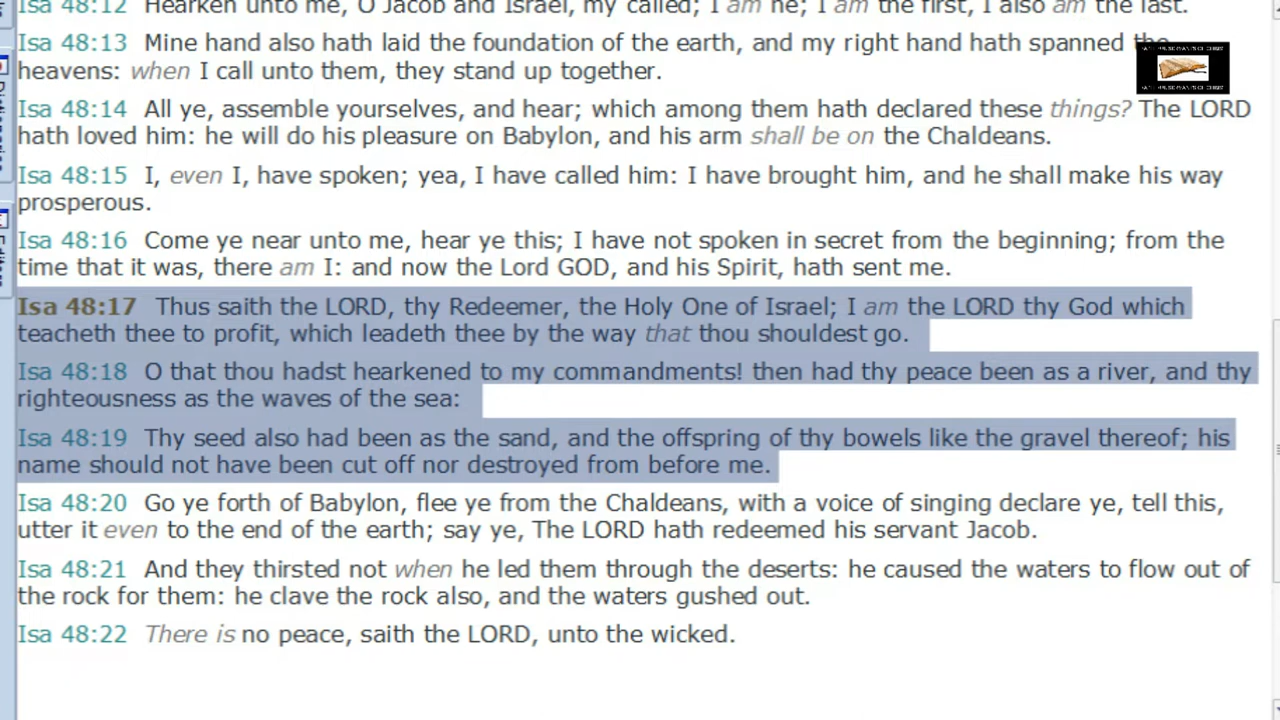 Isa 48:12 Hearken unto me, O Jacob and Israel, my called; I am he; I am the first, I also am the last.
Isa 48:13 Mine hand also hath laid the foundation of the earth, and my right hand hath spanned the
heavens: when I call unto them, they stand up together.
Isa 48:14 All ye, assemble yourselves, and hear; which among them hath declared these things? The LORD
hath loved him: he will do his pleasure on Babylon, and his arm shall be on the Chaldeans.
Isa 48:15 I, even I, have spoken; yea, I have called him: I have brought him, and he shall make his way
prosperous.
Isa 48:16 Come ye near unto me, hear ye this; I have not spoken in secret from the beginning; from the
time that it was, there am I: and now the Lord GOD, and his Spirit, hath sent me.
Isa 48:17 Thus saith the LORD, thy Redeemer, the Holy One of Israel; I am the LORD thy God which
teacheth thee to profit, which leadeth thee by the way that thou shouldest go.
Isa 48:18 O that thou hadst hearkened to my commandments! then had thy peace been as a river, and thy
righteousness as the waves of the sea:
Isa 48:19 Thy seed also had been as the sand, and the offspring of thy bowels like the gravel thereof; his
name should not have been cut off nor destroyed from before me.
Isa 48:20 Go ye forth of Babylon, flee ye from the Chaldeans, with a voice of singing declare ye, tell this,
utter it even to the end of the earth; say ye, The LORD hath redeemed his servant Jacob.
Isa 48:21 And they thirsted not when he led them through the deserts: he caused the waters to flow out of
the rock for them: he clave the rock also, and the waters gushed out.
Isa 48:22 There is no peace, saith the LORD, unto the wicked.